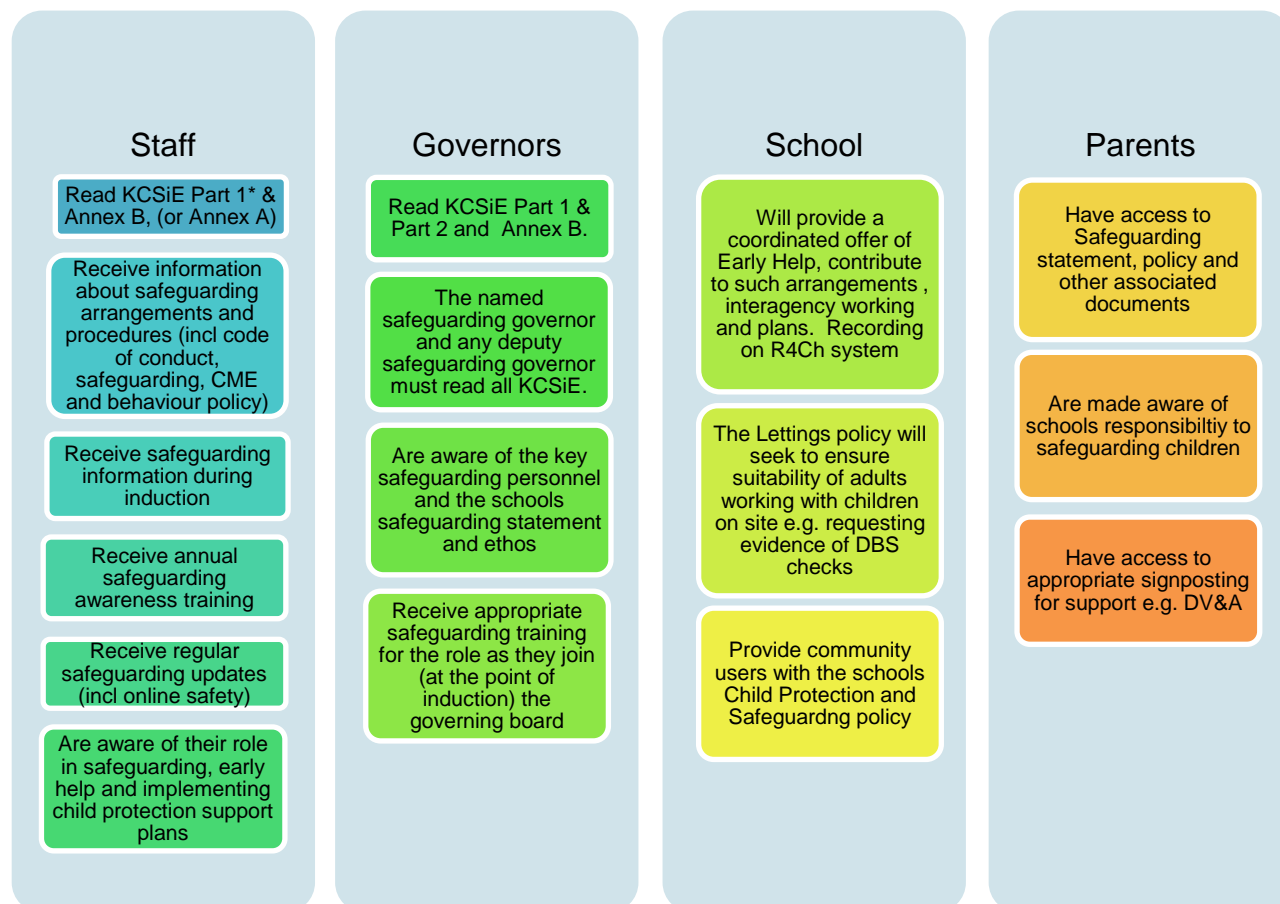 Staff
Read KCSiE Part 1* &
Annex B, (or Annex A)
Receive information
about safeguarding
arrangements and
procedures (incl code of
conduct,
safeguarding, CME
and behaviour policy)
Receive safeguarding
information during
induction
Receive annual
safeguarding
awareness training
Receive regular
safeguarding updates
(incl online safety)
Are aware of their role
in safeguarding, early
help and implementing
child protection support
plans
Governors
Read KCSiE Part 1 &
Part 2 and Annex B.
The named
safeguarding governor
and any deputy
safeguarding governor
must read all KCSiE.
Are aware of the key
safeguarding personnel
and the schools
safeguarding statement
and ethos
Receive appropriate
safeguarding training
for the role as they join
(at the point of
induction) the
governing board
School
Will provide a
coordinated offer of
Early Help, contribute
to such arrangements ,
interagency working
and plans. Recording
on R4Ch system
The Lettings policy will
seek to ensure
suitability of adults
working with children
on site e.g. requesting
evidence of DBS
checks
Provide community
users with the schools
Child Protection and
Safeguardng policy
Parents
Have access to
Safeguarding
statement, policy and
other associated
documents
Are made aware of
schools responsibiltiy to
safeguarding children
Have access to
appropriate signposting
for support e.g. DV&A